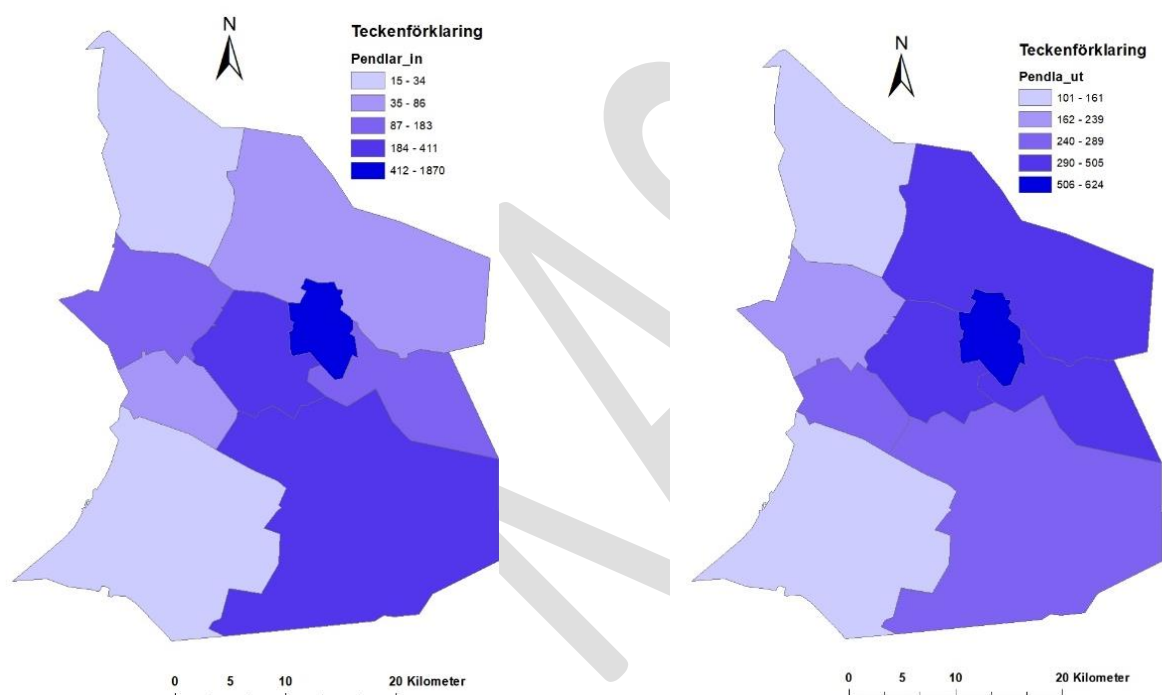 N
Teckenförklaring
Pendlar_In
15 - 34
35 - 86
87 - 183
184 - 411
412 - 1870
0 5 10 20 Kilometer
N
Teckenförklaring
Pendla_ut
101 - 161
162 - 239
240 - 289
290 - 505
506 - 624
0 5 10 20 Kilometer